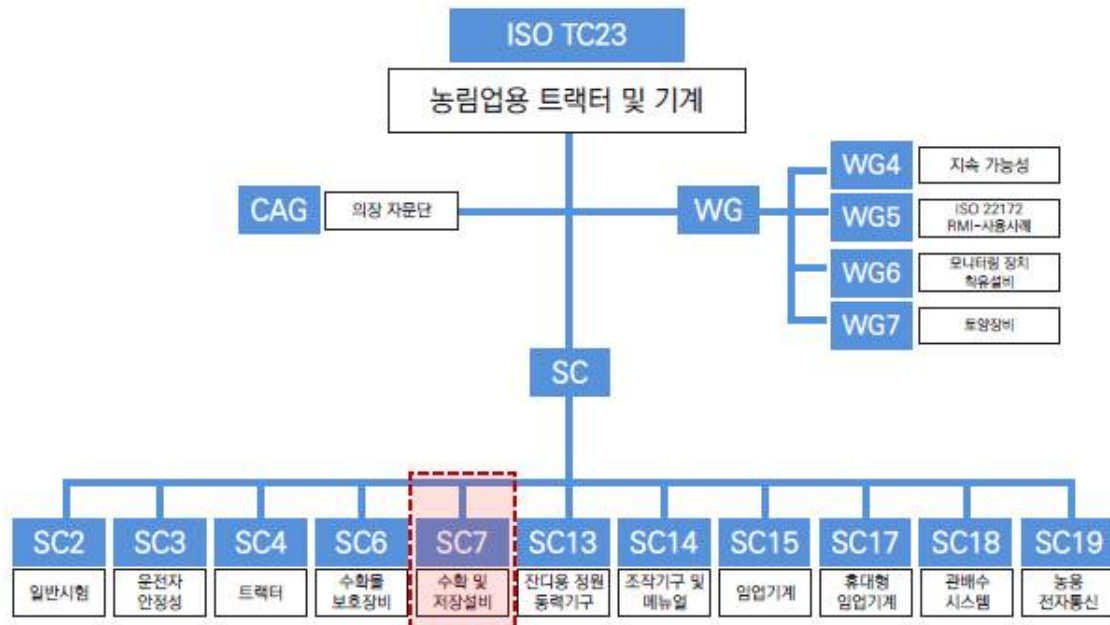 ISO TC23
농림업용 트랙터 및 기계
CAG
의장 자문단
WG
WG4
지속 가능성
WG5
ISO 22172
RMI-사용사례
WG6
모니터링 장치
착유설비
WG7
토양장비
SC
SC2
일반시험
SC3
운전자
안정성
SC4
트랙터
SC6
수확물
보호장비
SC7
수확 및
저장설비
SC13
잔디용 정원
동력기구
SC14
조작기구 및
메뉴얼
SC15
임업기계
SC17
휴대형
임업기계
SC18
관배수
시스템
SC19
농용
전자통신